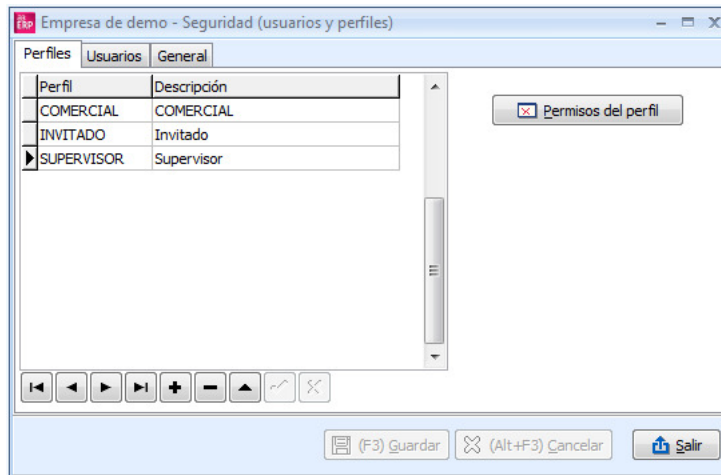 ERP Empresa de demo - Seguridad (usuarios y perfiles)
Perfiles Usuarios General
Perfil Descripción
COMERCIAL COMERCIAL
INVITADO Invitado
SUPERVISOR Supervisor
Permisos del perfil
(F3) Guardar (Alt+F3) Cancelar Salir